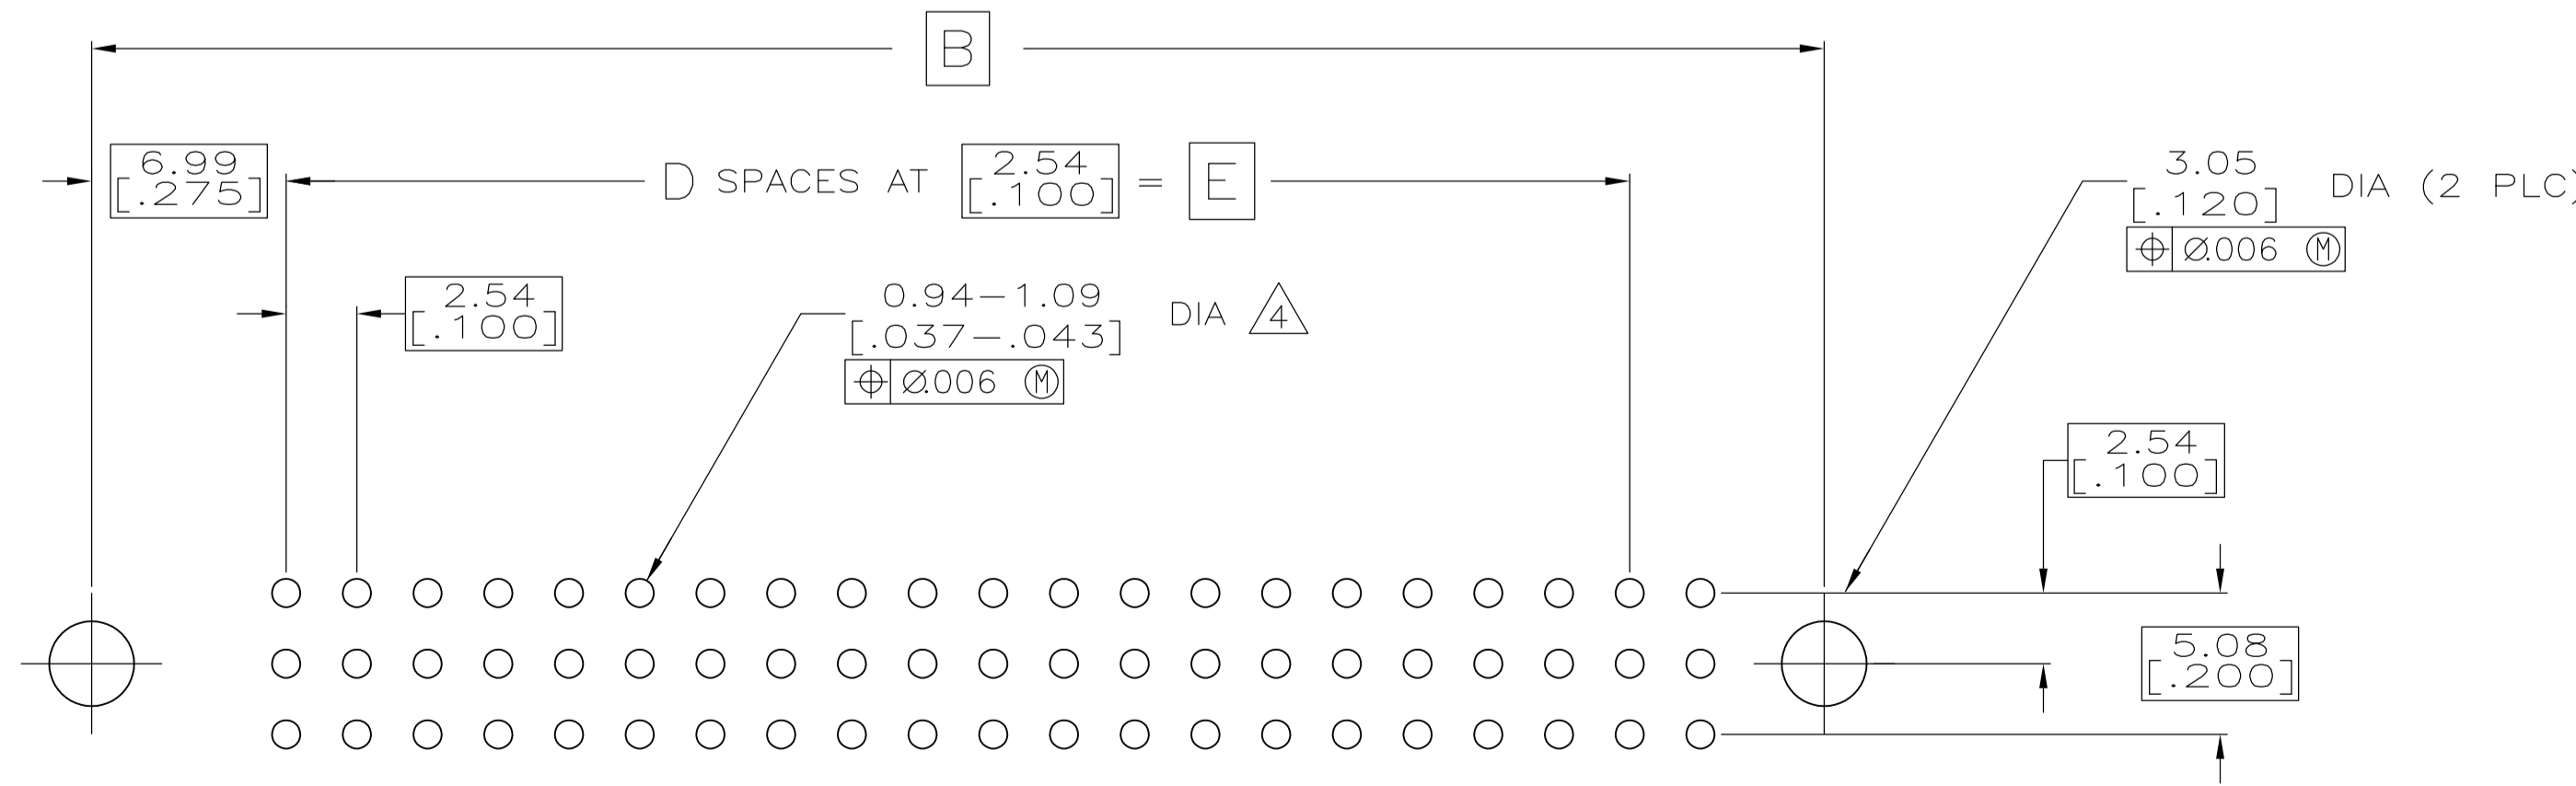 B
6.99
[.275]
D SPACES AT 2.54 = E
[.100]
3.05
[.120] DIA (2 PLC)
⌖ Ø.006 Ⓜ
2.54
[.100]
0.94-1.09
[.037-.043] DIA 4
⌖ Ø.006 Ⓜ
2.54
[.100]
5.08
[.200]